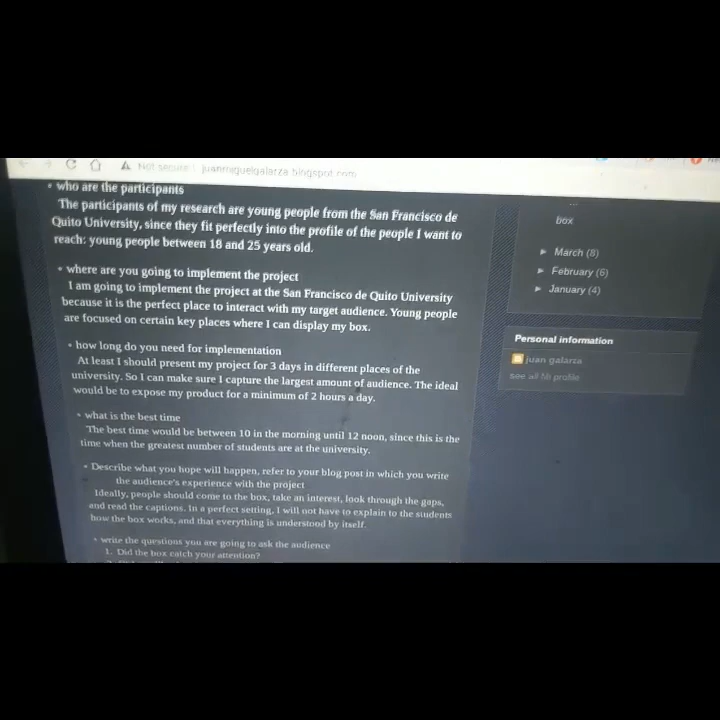 Not secure juanmiguelgalarza.blogspot.com
• who are the participants
The participants of my research are young people from the San Francisco de
Quito University, since they fit perfectly into the profile of the people I want to
reach: young people between 18 and 25 years old.
• where are you going to implement the project
I am going to implement the project at the San Francisco de Quito University
because it is the perfect place to interact with my target audience. Young people
are focused on certain key places where I can display my box.
• how long do you need for implementation
At least I should present my project for 3 days in different places of the
university. So I can make sure I capture the largest amount of audience. The ideal
would be to expose my product for a minimum of 2 hours a day.
• what is the best time
The best time would be between 10 in the morning until 12 noon, since this is the
time when the greatest number of students are at the university.
• Describe what you hope will happen, refer to your blog post in which you write
the audience's experience with the project
Ideally, people should come to the box, take an interest, look through the gaps,
and read the captions. In a perfect setting, I will not have to explain to the students
how the box works, and that everything is understood by itself.
• write the questions you are going to ask the audience
1. Did the box catch your attention?
...
box
► March (8)
► February (6)
► January (4)
Personal information
juan galarza
see all profile